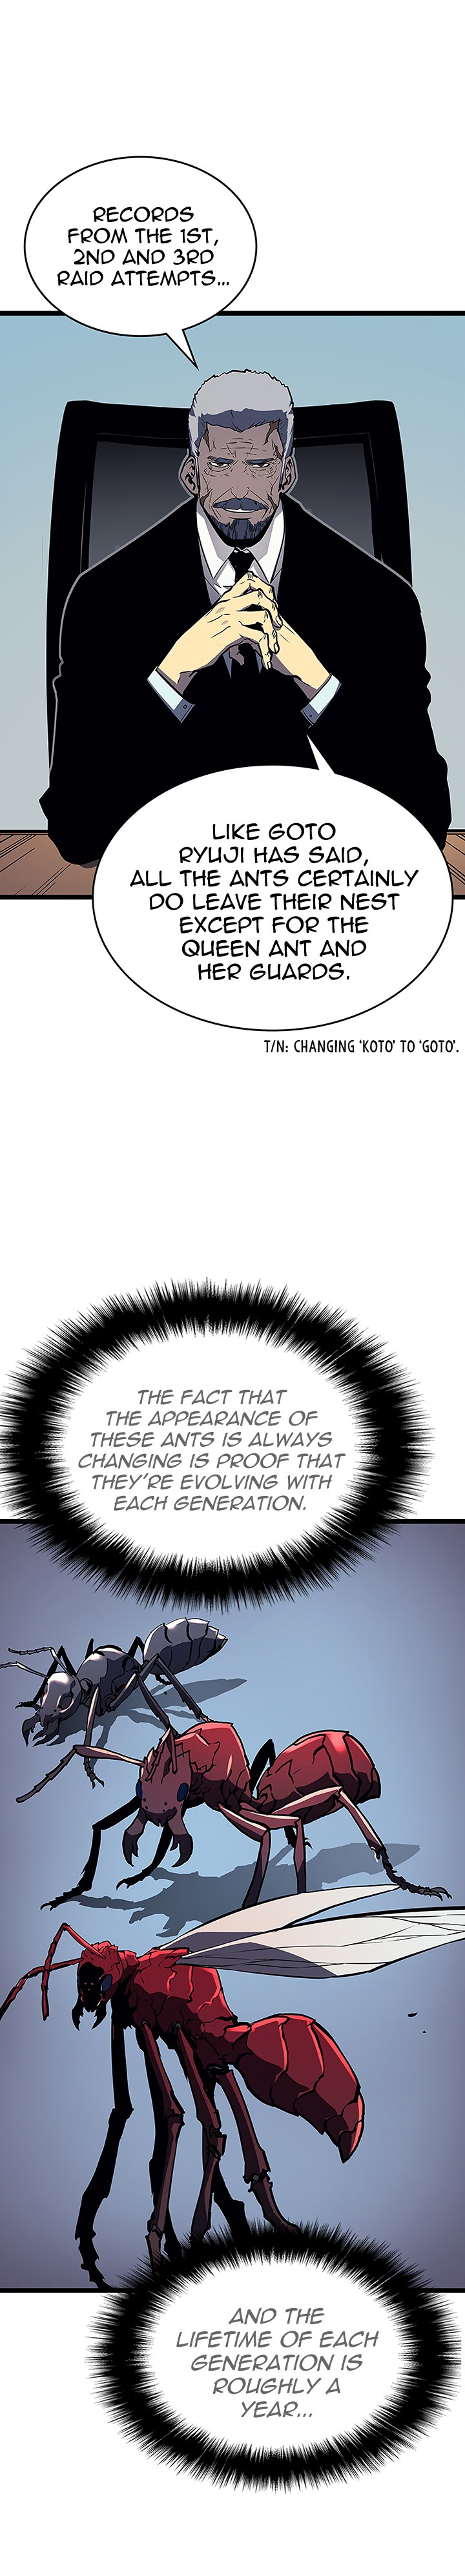 RECORDS
FROM THE 1ST,
2ND AND 3RD
RAID ATTEMPTS...
LIKE GOTO
RYUJI HAS SAID,
ALL THE ANTS CERTAINLY
DO LEAVE THEIR NEST
EXCEPT FOR THE
QUEEN ANT AND
HER GUARDS.
T/N: CHANGING 'KOTO' TO 'GOTO'.
THE FACT THAT
THE APPEARANCE OF
THESE ANTS IS ALWAYS
CHANGING IS PROOF THAT
THEY'RE EVOLVING WITH
EACH GENERATION.
AND THE
LIFETIME OF EACH
GENERATION IS
ROUGHLY A
YEAR...